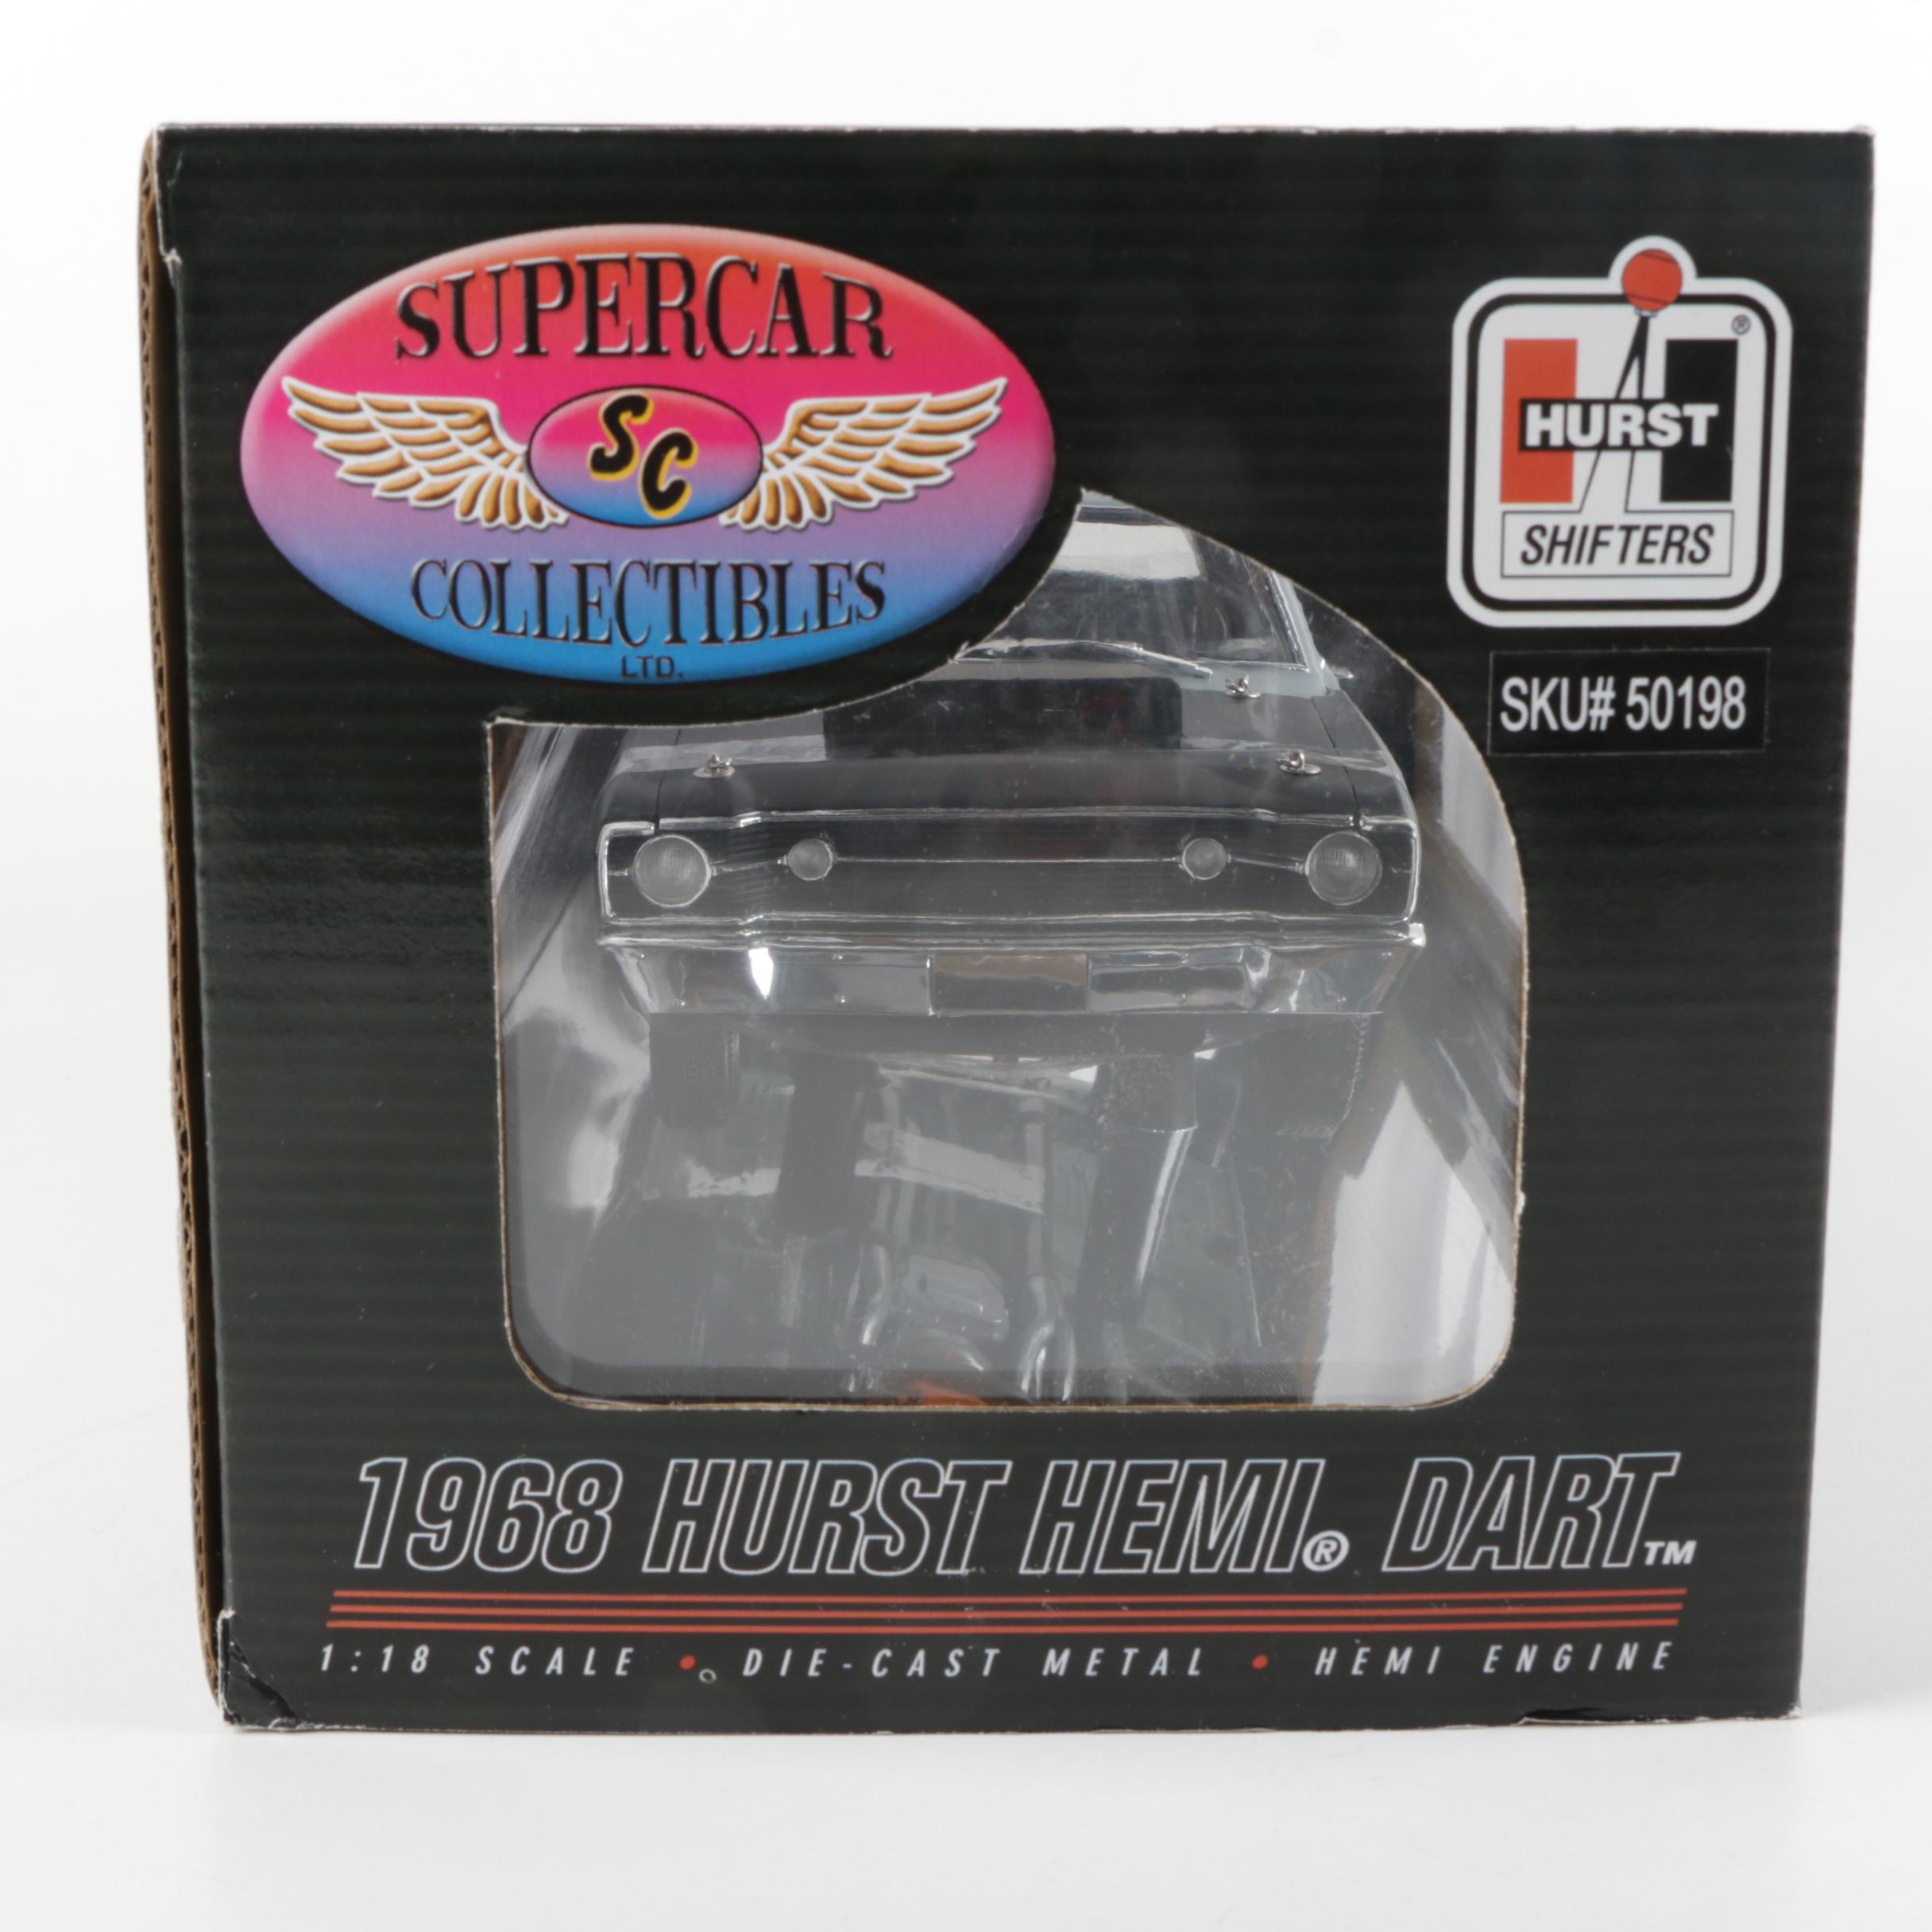 SUPERCAR
SC
COLLECTIBLES
LTD.
®
HURST
SHIFTERS
SKU# 50198
1968 HURST HEMI® DART™
1:18 SCALE • DIE-CAST METAL • HEMI ENGINE